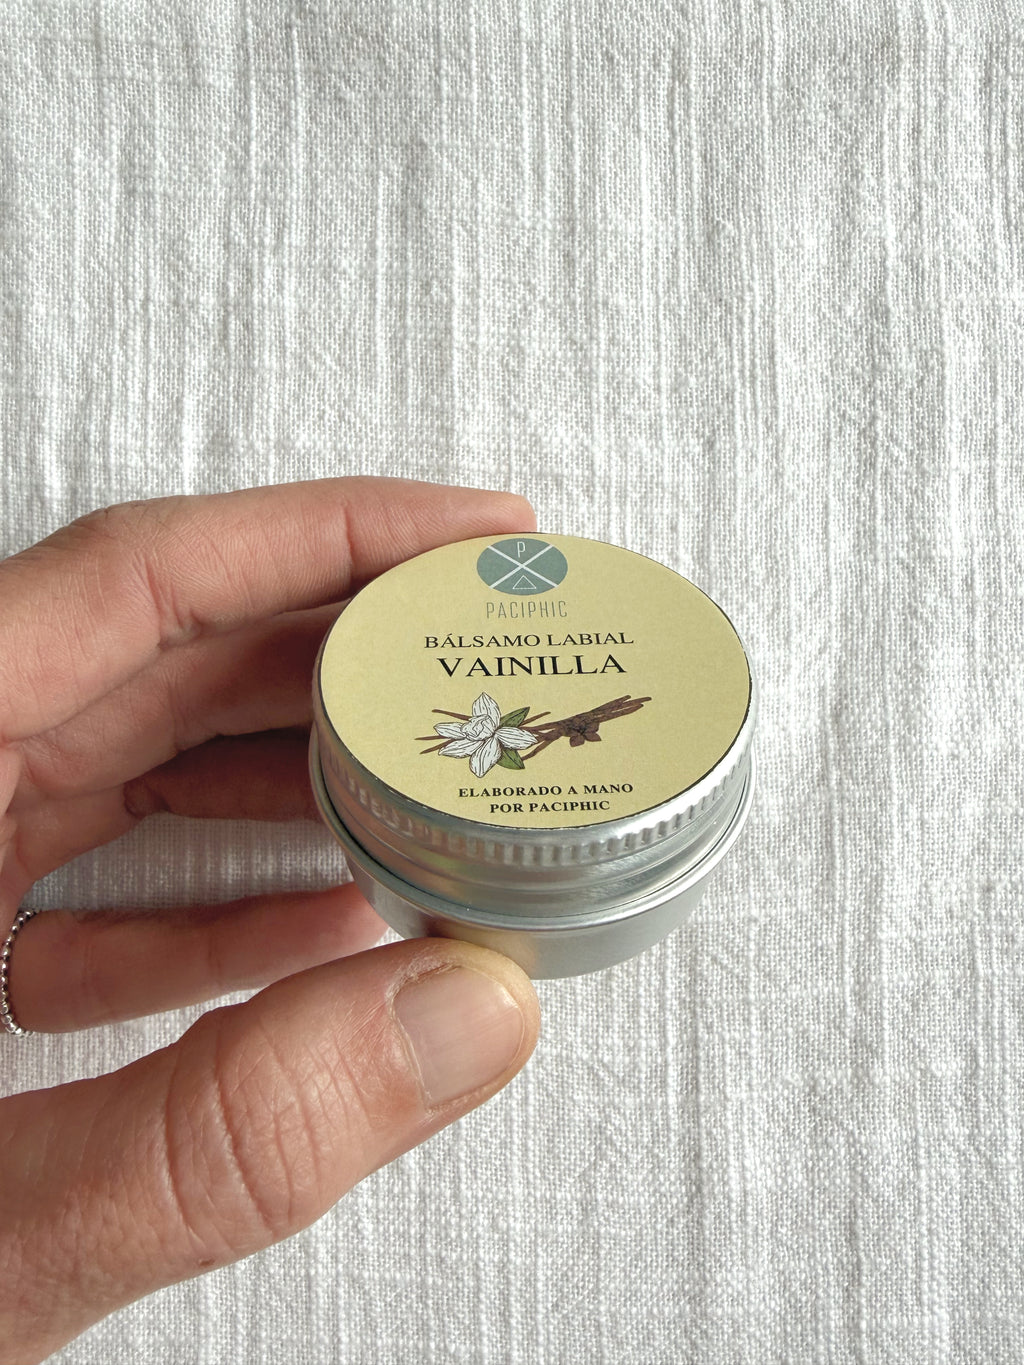 P
PACIPHIC
BÁLSAMO LABIAL
VAINILLA
ELABORADO A MANO
POR PACIPHIC